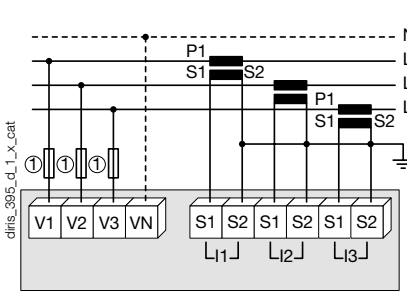 N
P1
L
S1 S2
L
P1
L
S1 S2
diris_395_d_1_x_cat
1 1 1
V1 V2 V3 VN S1 S2 S1 S2 S1 S2
I1 I2 I3